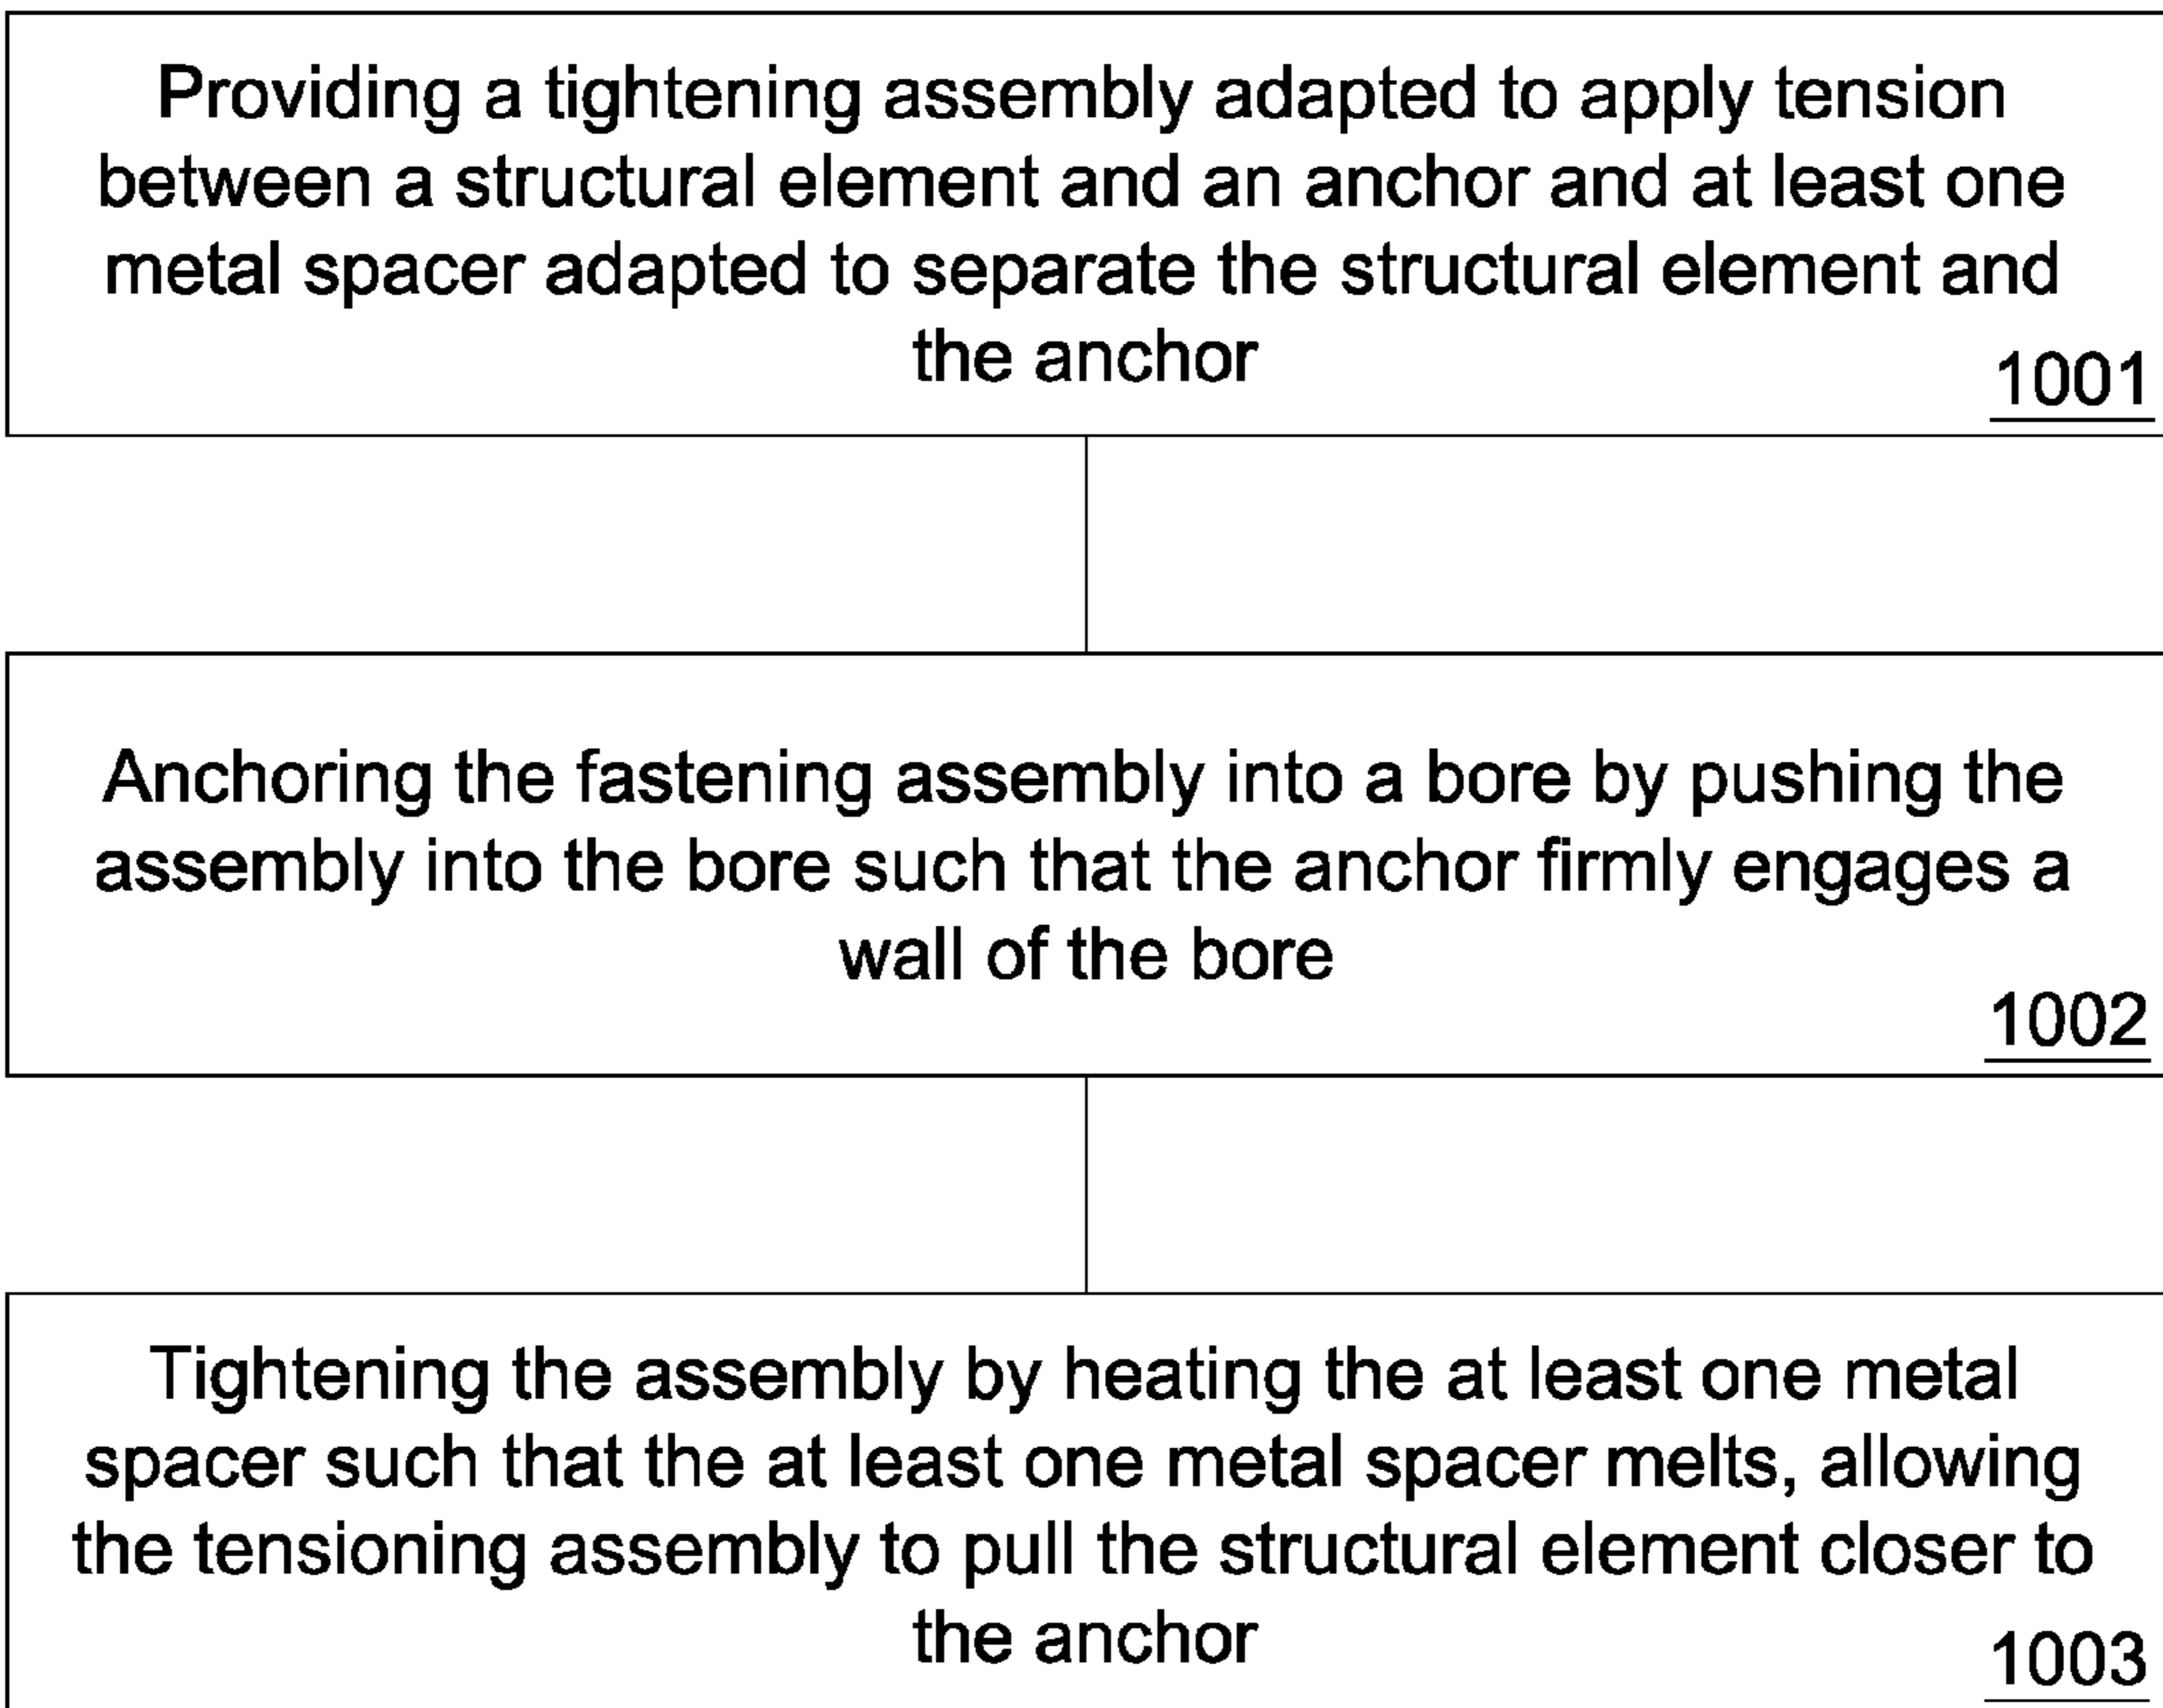 Providing a tightening assembly adapted to apply tension
between a structural element and an anchor and at least one
metal spacer adapted to separate the structural element and
the anchor
1001
Anchoring the fastening assembly into a bore by pushing the
assembly into the bore such that the anchor firmly engages a
wall of the bore
1002
Tightening the assembly by heating the at least one metal
spacer such that the at least one metal spacer melts, allowing
the tensioning assembly to pull the structural element closer to
the anchor
1003